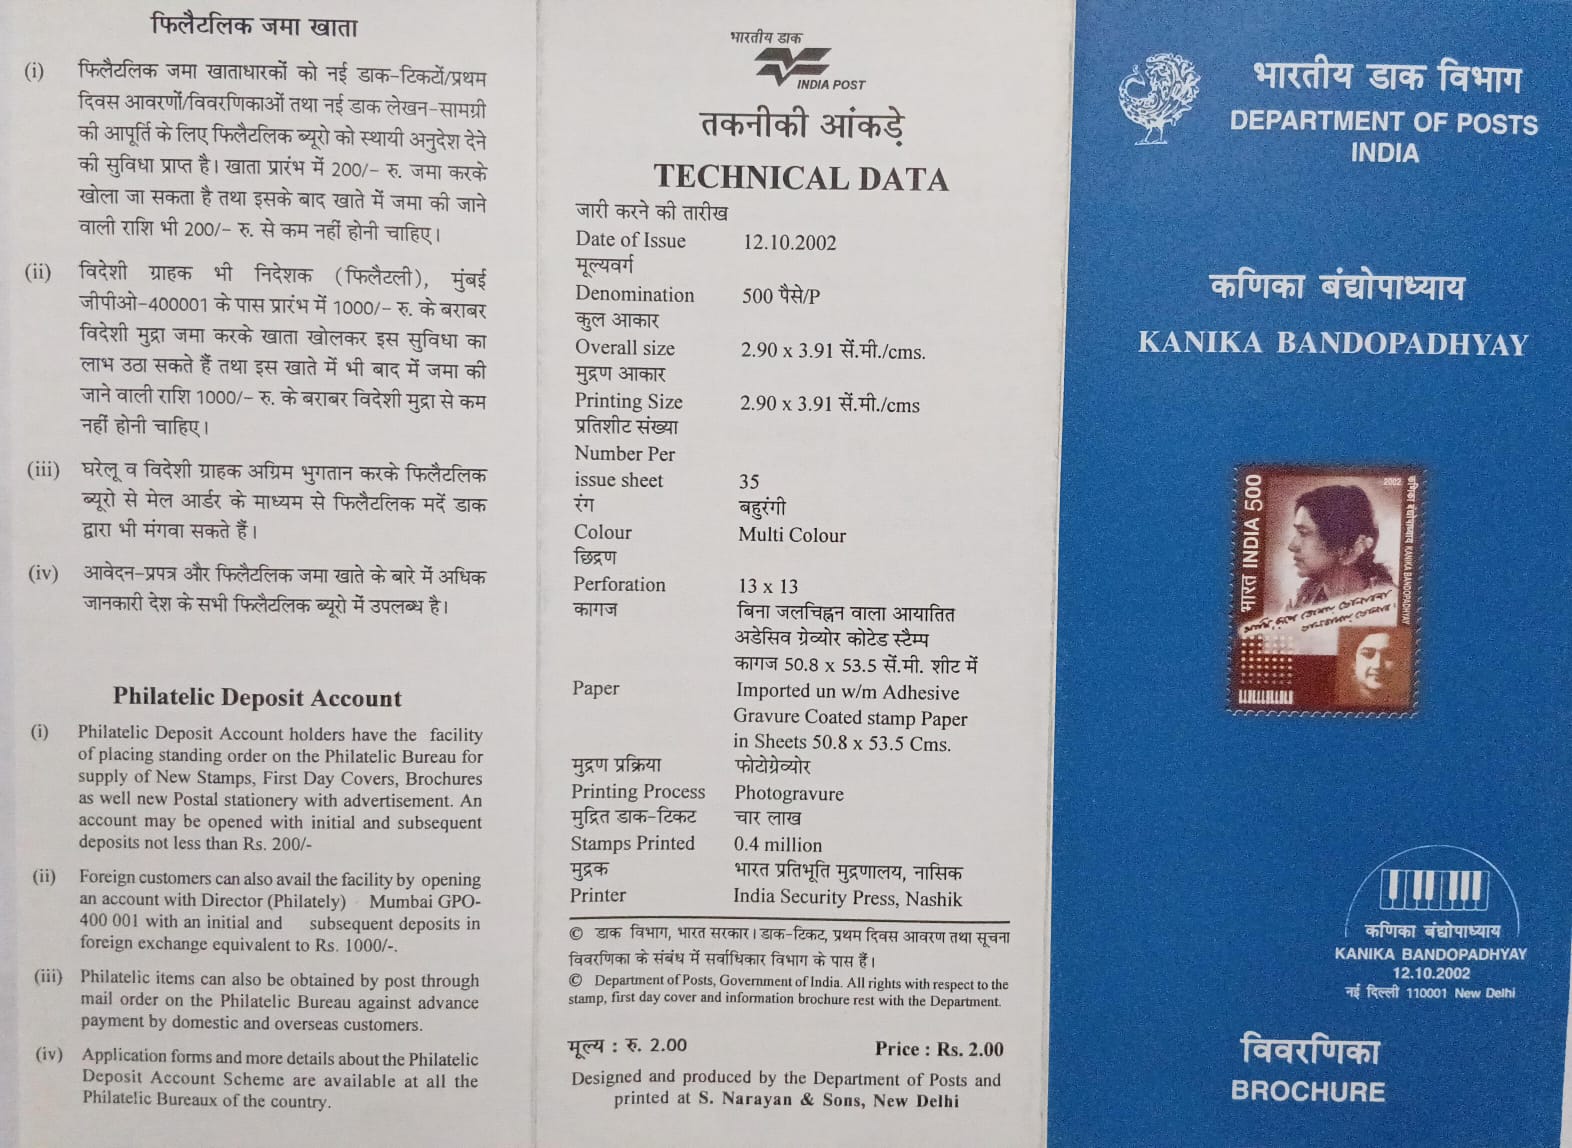 फिलैटलिक जमा खाता
(i) फिलैटलिक जमा खाताधारकों को नई डाक-टिकटों/प्रथम
दिवस आवरणों/विवरणिकाओं तथा नई डाक लेखन-सामग्री
की आपूर्ति के लिए फिलैटलिक ब्यूरो को स्थायी अनुदेश देने
की सुविधा प्राप्त है। खाता प्रारंभ में 200/- रु. जमा करके
खोला जा सकता है तथा इसके बाद खाते में जमा की जाने
वाली राशि भी 200/- रु. से कम नहीं होनी चाहिए।
(ii) विदेशी ग्राहक भी निदेशक (फिलैटली), मुंबई
जीपीओ-400001 के पास प्रारंभ में 1000/- रु. के बराबर
विदेशी मुद्रा जमा करके खाता खोलकर इस सुविधा का
लाभ उठा सकते हैं तथा इस खाते में भी बाद में जमा की
जाने वाली राशि 1000/- रु. के बराबर विदेशी मुद्रा से कम
नहीं होनी चाहिए।
(iii) घरेलू व विदेशी ग्राहक अग्रिम भुगतान करके फिलैटलिक
ब्यूरो से मेल आर्डर के माध्यम से फिलैटलिक मदें डाक
द्वारा भी मंगवा सकते हैं।
(iv) आवेदन-प्रपत्र और फिलैटलिक जमा खाते के बारे में अधिक
जानकारी देश के सभी फिलैटलिक ब्यूरो में उपलब्ध है।
Philatelic Deposit Account
(i) Philatelic Deposit Account holders have the facility
of placing standing order on the Philatelic Bureau for
supply of New Stamps, First Day Covers, Brochures
as well new Postal stationery with advertisement. An
account may be opened with initial and subsequent
deposits not less than Rs. 200/-
(ii) Foreign customers can also avail the facility by opening
an account with Director (Philately) Mumbai GPO-
400 001 with an initial and subsequent deposits in
foreign exchange equivalent to Rs. 1000/-.
(iii) Philatelic items can also be obtained by post through
mail order on the Philatelic Bureau against advance
payment by domestic and overseas customers.
(iv) Application forms and more details about the Philatelic
Deposit Account Scheme are available at all the
Philatelic Bureaux of the country.
भारतीय डाक
INDIA POST
तकनीकी आंकड़े
TECHNICAL DATA
जारी करने की तारीख
Date of Issue 12.10.2002
मूल्यवर्ग
Denomination 500 पैसे/P
कुल आकार
Overall size 2.90 x 3.91 सें.मी./cms.
मुद्रण आकार
Printing Size 2.90 x 3.91 सें.मी./cms
प्रतिशीट संख्या
Number Per
issue sheet 35
रंग बहुरंगी
Colour Multi Colour
छिद्रण
Perforation 13 x 13
कागज बिना जलचिह्नन वाला आयातित
अडेसिव ग्रेव्योर कोटेड स्टैम्प
कागज 50.8 x 53.5 सें.मी. शीट में
Paper Imported un w/m Adhesive
Gravure Coated stamp Paper
in Sheets 50.8 x 53.5 Cms.
मुद्रण प्रक्रिया फोटोग्रेव्योर
Printing Process Photogravure
मुद्रित डाक-टिकट चार लाख
Stamps Printed 0.4 million
मुद्रक भारत प्रतिभूति मुद्रणालय, नासिक
Printer India Security Press, Nashik
© डाक विभाग, भारत सरकार। डाक-टिकट, प्रथम दिवस आवरण तथा सूचना
विवरणिका के संबंध में सर्वाधिकार विभाग के पास हैं।
© Department of Posts, Government of India. All rights with respect to the
stamp, first day cover and information brochure rest with the Department.
मूल्य : रु. 2.00 Price : Rs. 2.00
Designed and produced by the Department of Posts and
printed at S. Narayan & Sons, New Delhi
भारतीय डाक विभाग
DEPARTMENT OF POSTS
INDIA
कणिका बंद्योपाध्याय
KANIKA BANDOPADHYAY
भारत INDIA 500
2002
कणिका बंद्योपाध्याय KANIKA BANDOPADHYAY
कणिका बंद्योपाध्याय
KANIKA BANDOPADHYAY
12.10.2002
नई दिल्ली 110001 New Delhi
विवरणिका
BROCHURE